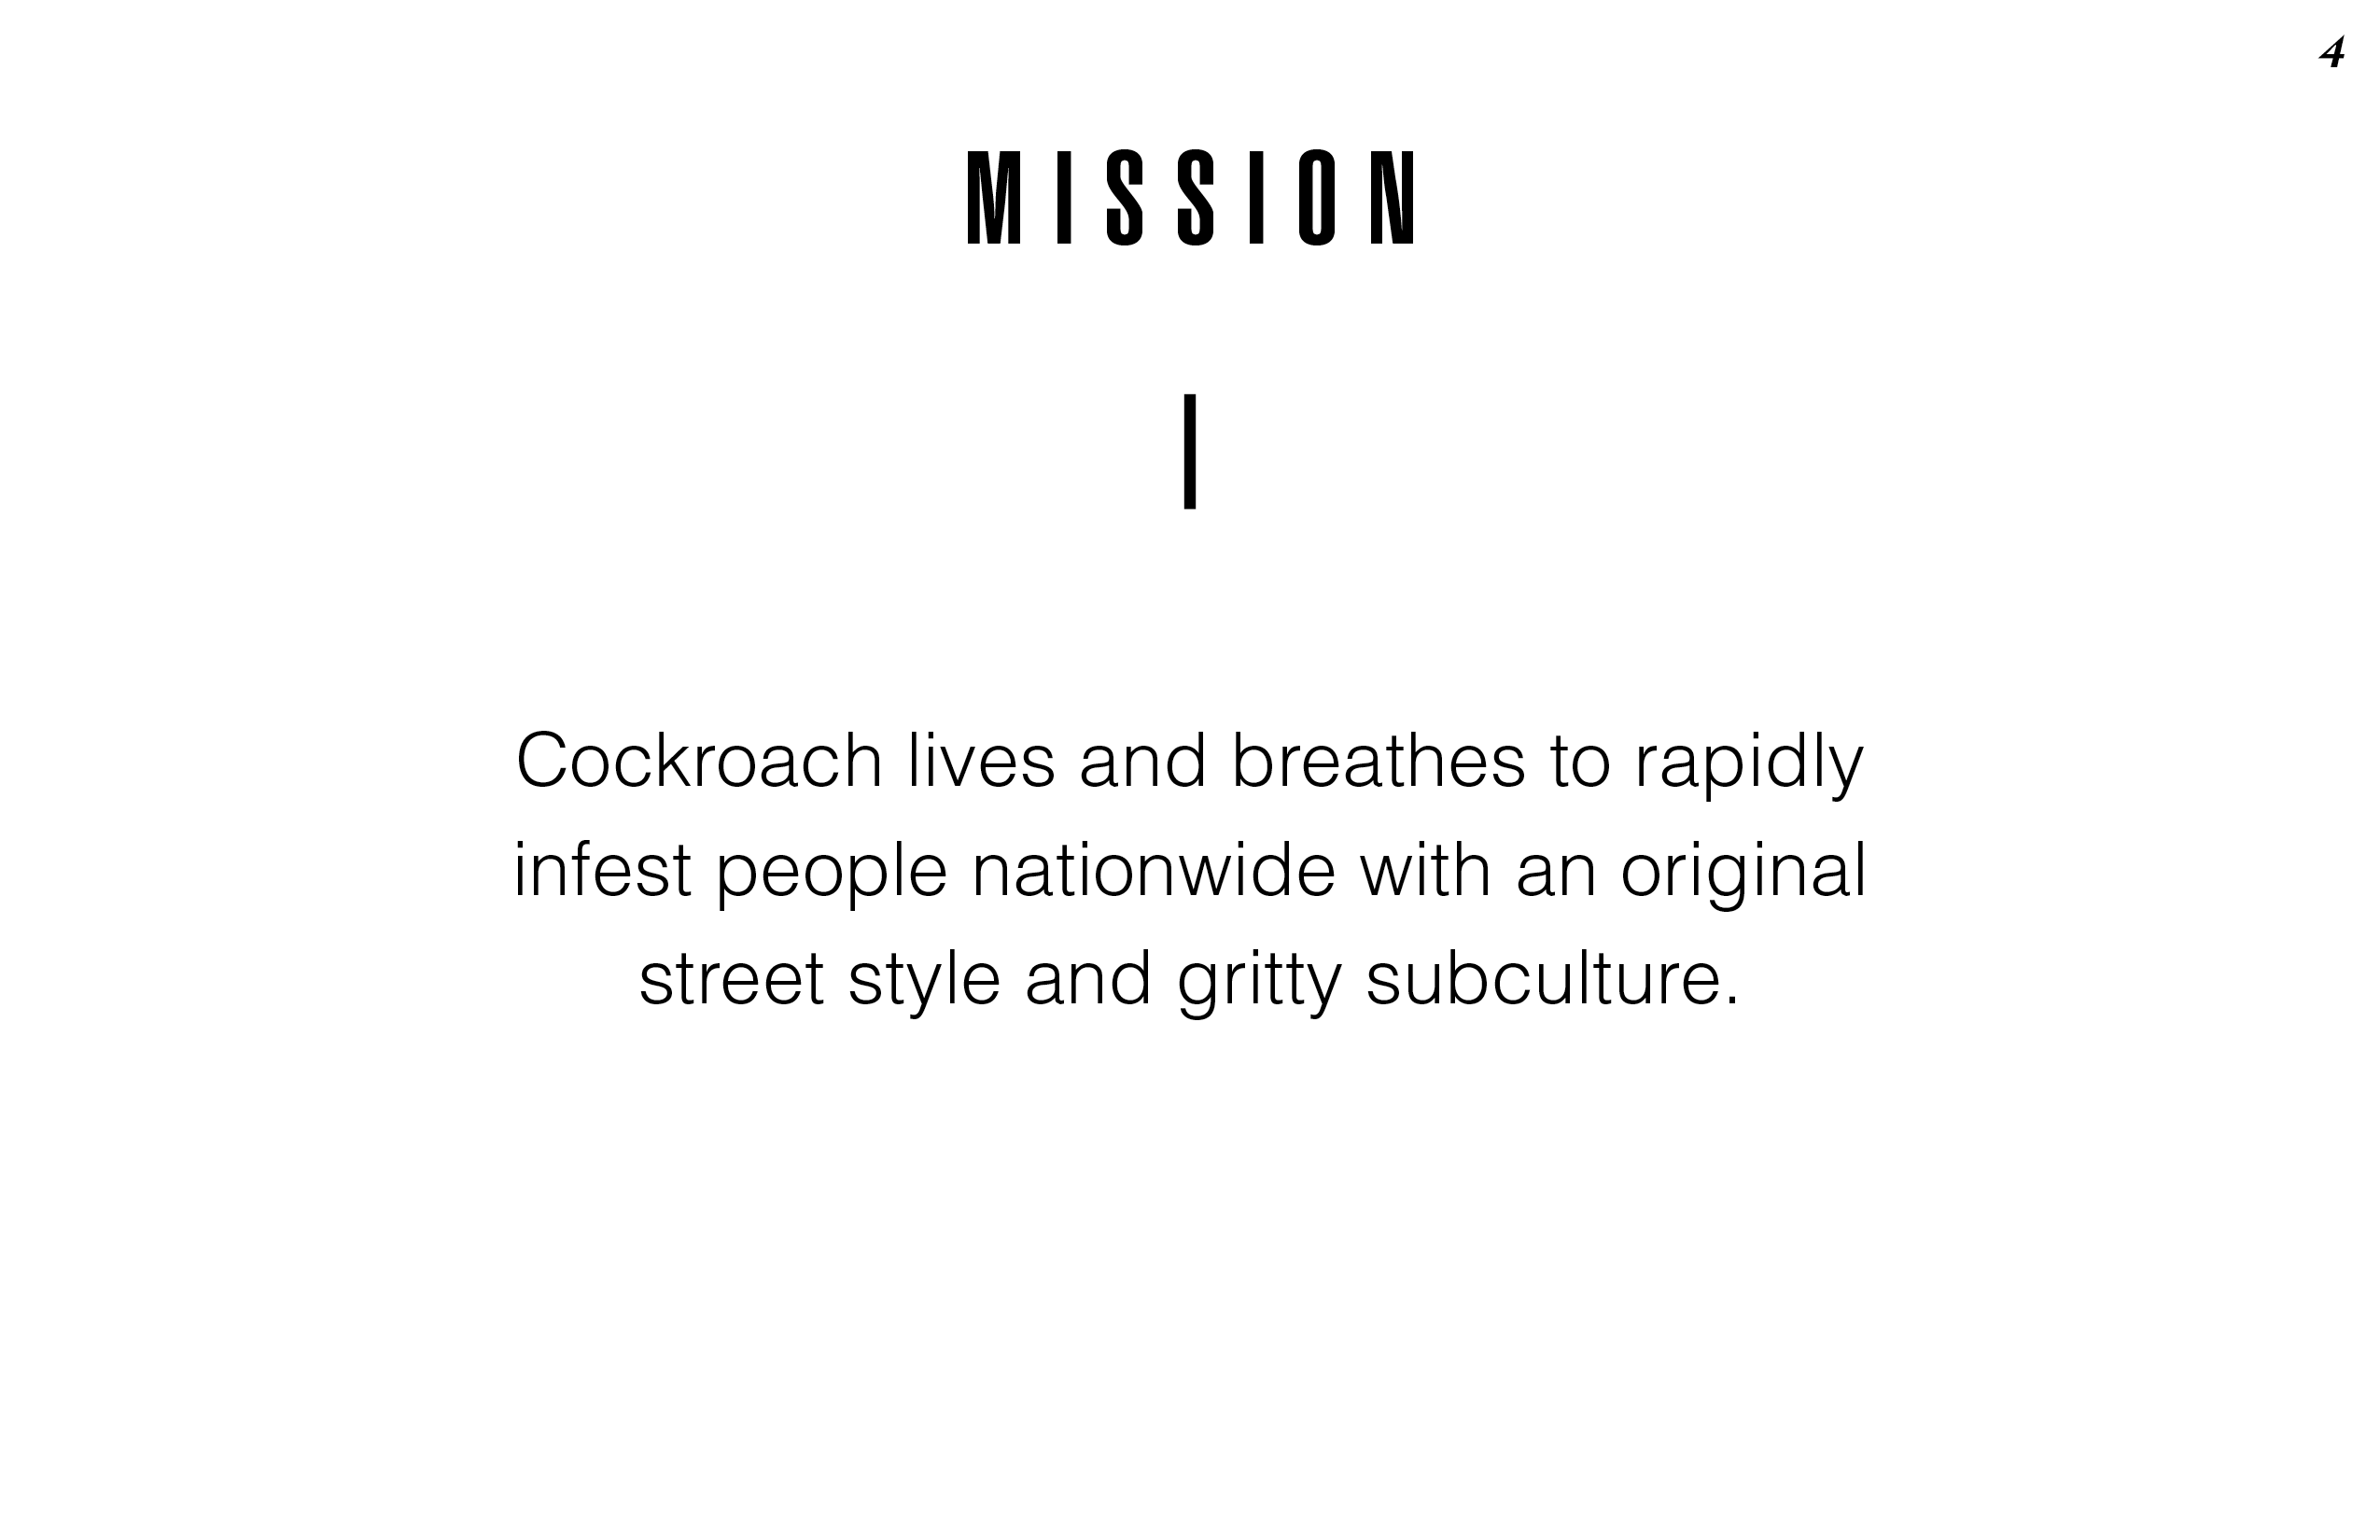 4
MISSION
Cockroach lives and breathes to rapidly
infest people nationwide with an original
street style and gritty subculture.